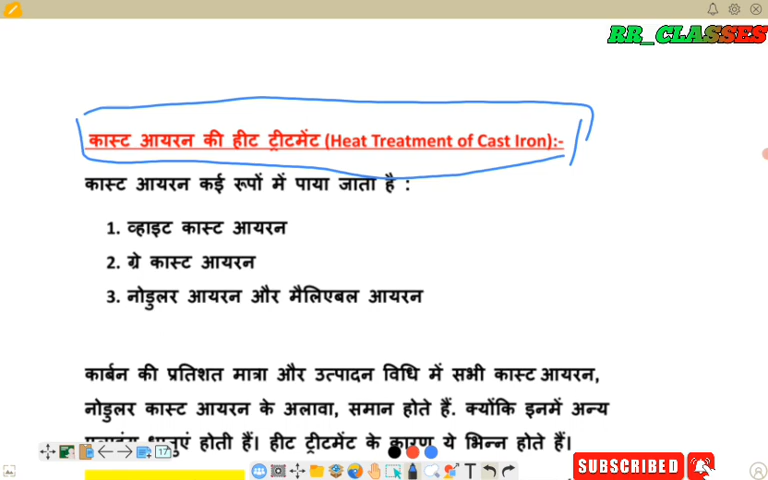 RR_CLASSES
कास्ट आयरन की हीट ट्रीटमेंट (Heat Treatment of Cast Iron):-
कास्ट आयरन कई रूपों में पाया जाता है :
1. व्हाइट कास्ट आयरन
2. ग्रे कास्ट आयरन
3. नोडुलर आयरन और मैलिएबल आयरन
कार्बन की प्रतिशत मात्रा और उत्पादन विधि में सभी कास्ट आयरन,
नोडुलर कास्ट आयरन के अलावा, समान होते हैं. क्योंकि इनमें अन्य
धातुएं होती हैं। हीट ट्रीटमेंट के कारण ये भिन्न होते हैं।
17
T
SUBSCRIBED